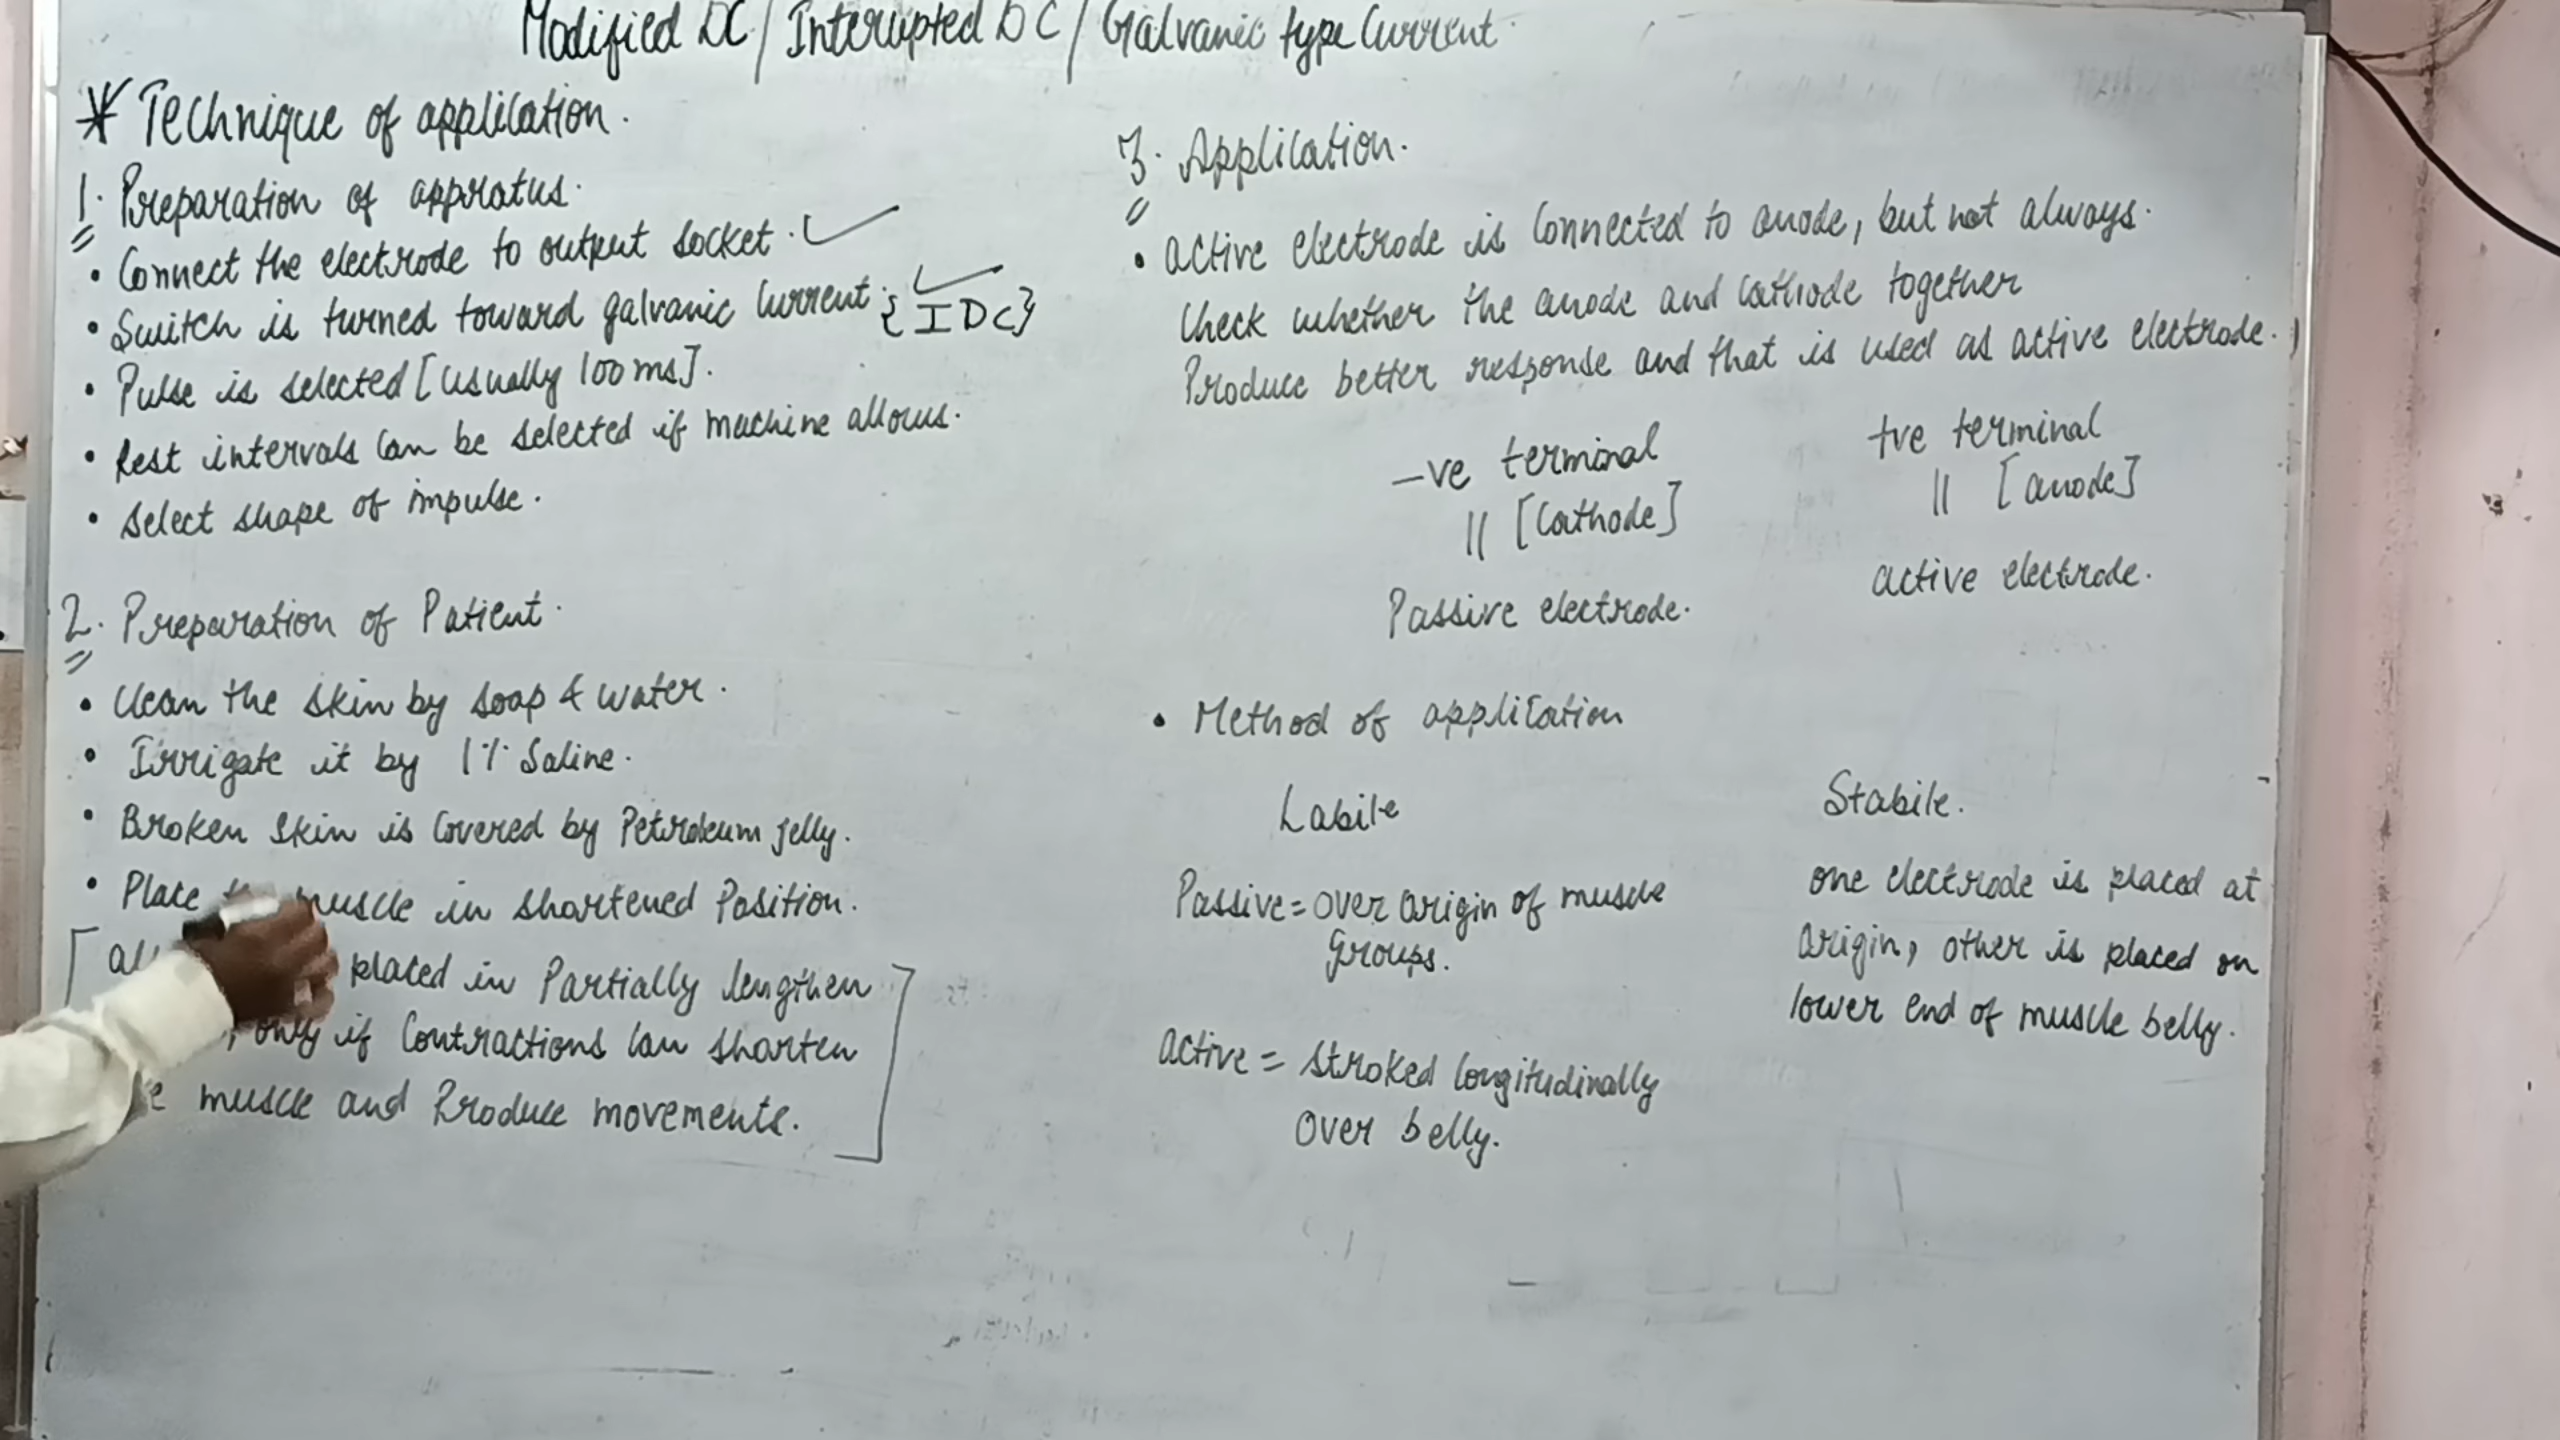 Modified DC / Interrupted DC / Galvanic type Current.
* Technique of application.
1. Preparation of appratus.
• Connect the electrode to output socket.
• Switch is turned toward galvanic current. {IDC}
• Pulse is selected [usually 100 ms].
• Rest intervals can be selected if machine allows.
• Select shape of impulse.
2. Preparation of Patient.
• Clean the skin by soap & water.
• Irrigate it by 1% Saline.
• Broken skin is covered by Petroleum jelly.
• Place muscle in shortened Position.
placed in Partially lengthen
only if contractions can shorten
muscle and Produce movements.
3. Application.
• active electrode is connected to anode, but not always.
Check whether the anode and cathode together
Produce better response and that is used as active electrode.
-ve terminal
|| [cathode]
Passive electrode.
+ve terminal
|| [anode]
active electrode.
• Method of application
Labile
Passive = over origin of muscle
groups.
active = stroked longitudinally
over belly.
Stabile.
one electrode is placed at
origin, other is placed on
lower end of muscle belly.